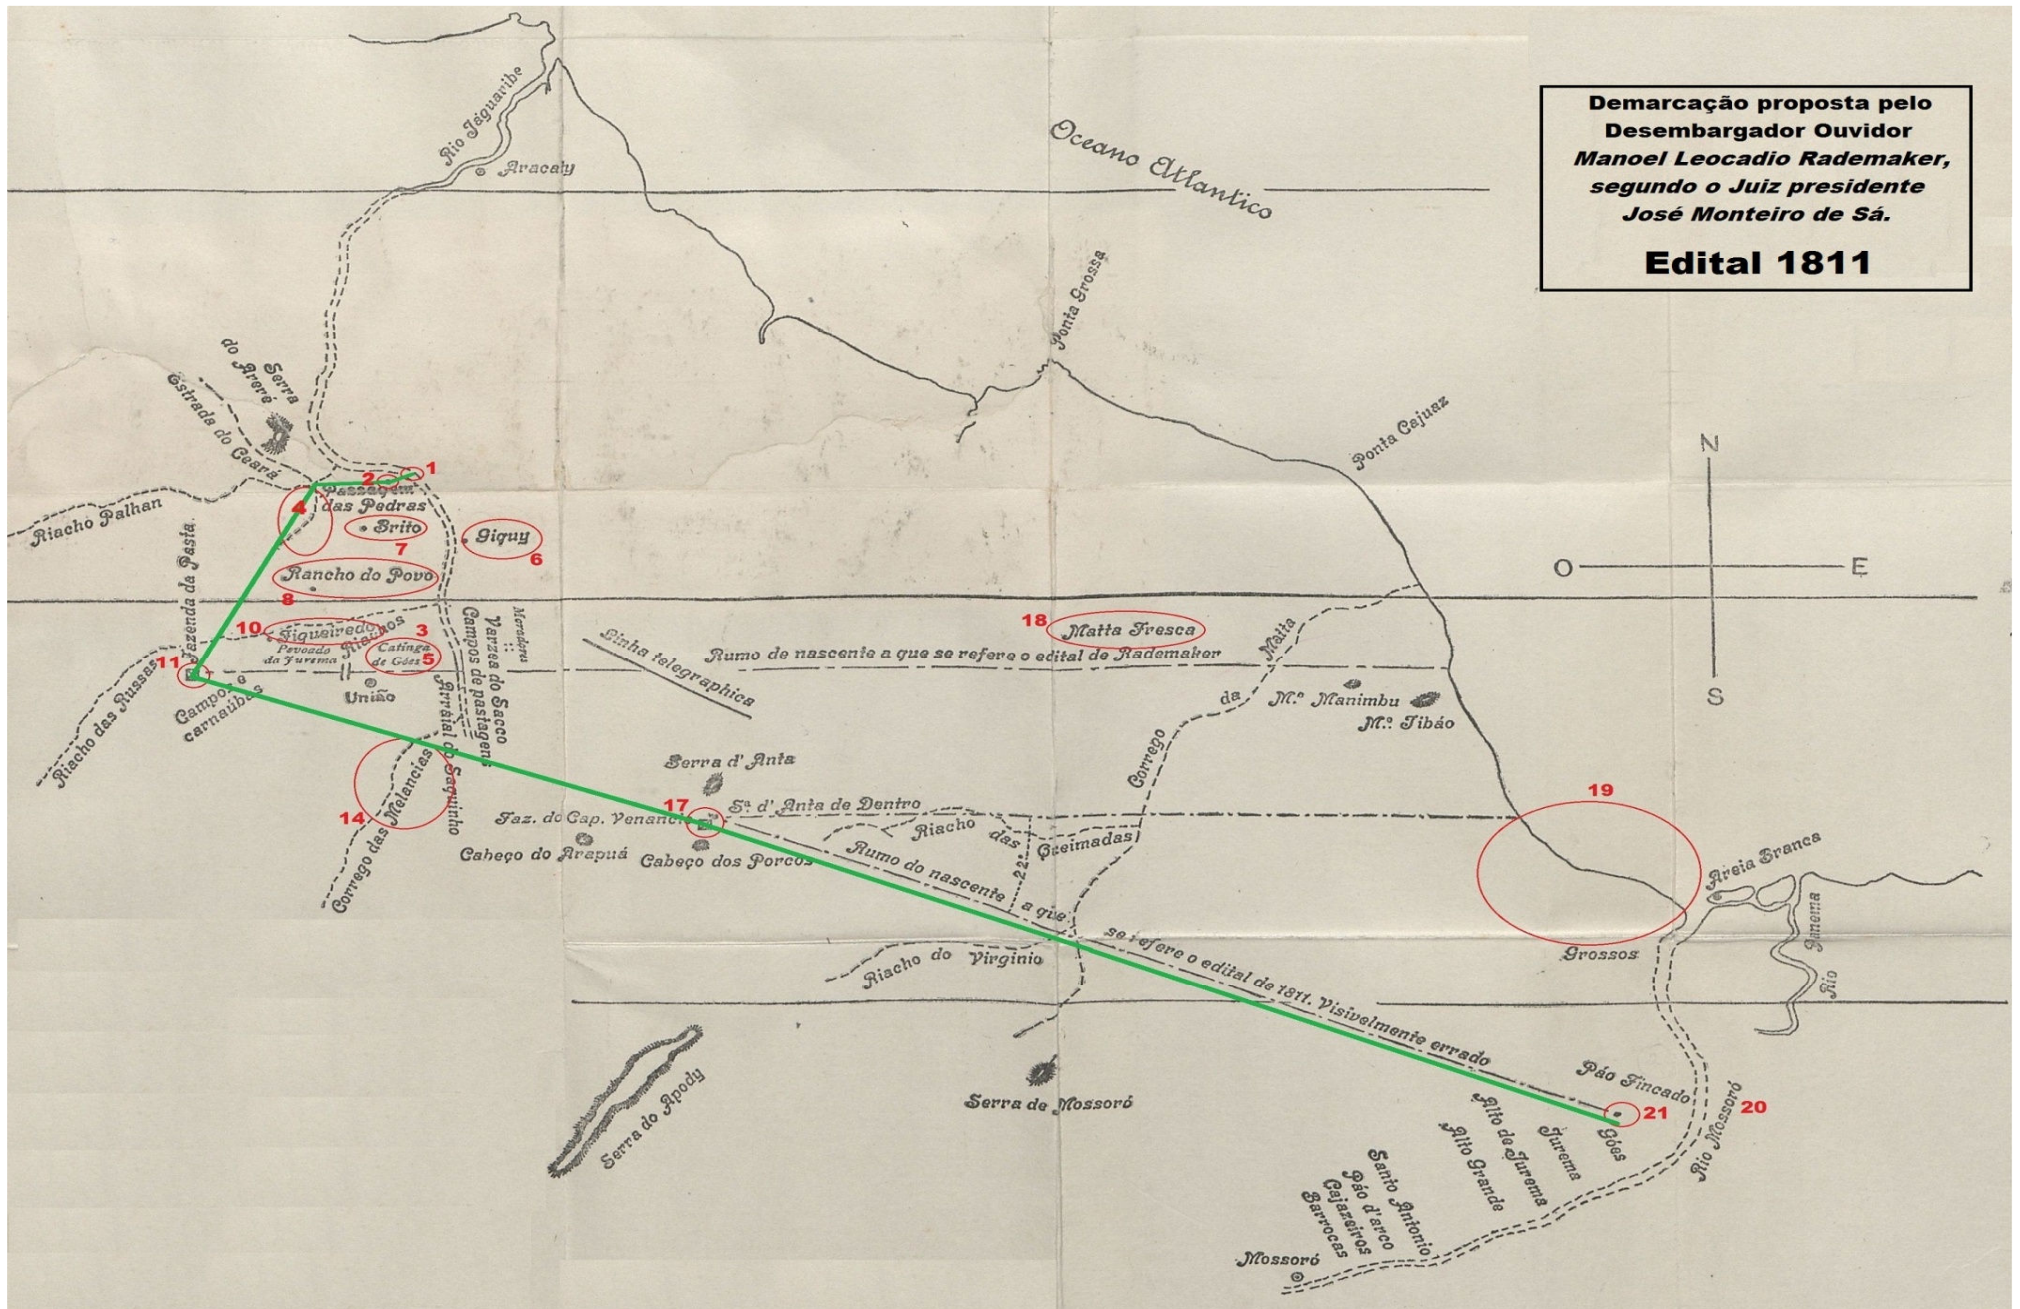 Demarcação proposta pelo
Desembargador Ouvidor
Manoel Leocadio Rademaker,
segundo o Juiz presidente
José Monteiro de Sá.
Edital 1811
Rio Jaguaribe
Aracaty
Oceano Atlantico
Ponta Grossa
Ponta Cajuaz
N
O
E
S
Serra
do Areré
Estrada do Ceará
Riacho Palhan
1
2
Passagem
das Pedras
4
Brito
7
Giquy
6
Rancho do Povo
8
Fazenda da Pasta
10
Figueiredo
Riachos
3
Povoado
da Jurema
Catinga
de Góes
5
11
Riacho das Russas
Campos e
carnaúbas
União
Moradores
Varzea do Sacco
Campos de pastagens
Arraial do Saquinho
Linha telegraphica
18
Matta Fresca
Rumo de nascente a que se refere o edital de Rademaker
Corrego da Matta
Mº Manimbu
Mº Tibáo
14
Corrego das Melancias
Serra d'Anta
17
Sª d'Anta de Dentro
Faz. do Cap. Venancio
Cabeço do Arapuá
Cabeço dos Porcos
Riacho das Queimadas
22º
Rumo do nascente a que se refere o edital de 1811. Visivelmente errado
Riacho do Virginio
19
Areia Branca
Grossos
Rio Panema
Serra do Apody
Serra de Mossoró
Páo Fincado
21
20
Rio Mossoró
Góes
Jurema
Alto de Jurema
Alto Grande
Santo Antonio
Páo d'arco
Cajazeiros
Barrocas
Mossoró